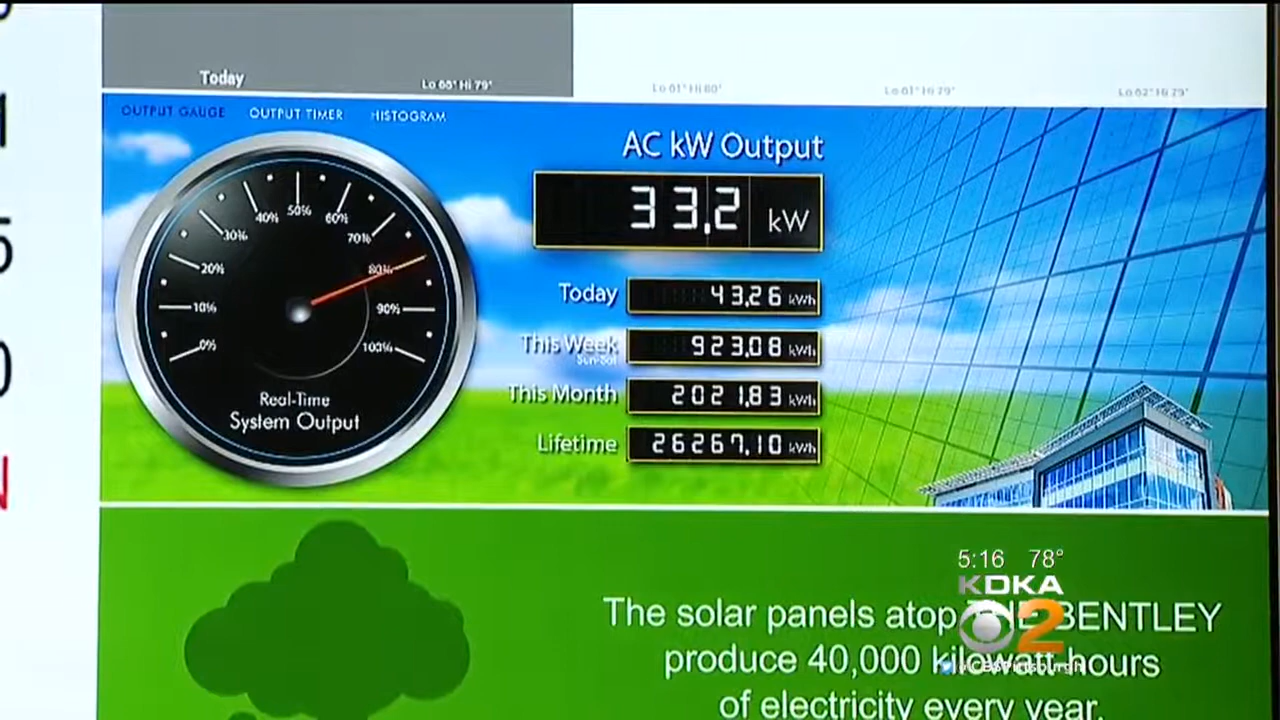 Today
Lo 60° Hi 79°
Lo 61° Hi 80°
Lo 61° Hi 79°
Lo 62° Hi 79°
OUTPUT GAUGE
OUTPUT TIMER
HISTOGRAM
AC kW Output
33.2 kW
0%
10%
20%
30%
40%
50%
60%
70%
80%
90%
100%
Real-Time
System Output
Today 43.26 kWh
This Week 923.08 kWh
Sun-Sat
This Month 2021.83 kWh
Lifetime 26267.10 kWh
5:16 78°
KDKA
2
The solar panels atop THE BENTLEY
produce 40,000 kilowatt-hours
@CBSPittsburgh
of electricity every year.